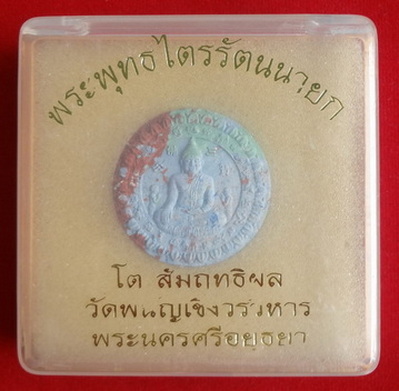 พระพุทธไตรรัตนนายก
โต สัมฤทธิผล
วัดพนัญเชิงวรวิหาร
พระนครศรีอยุธยา